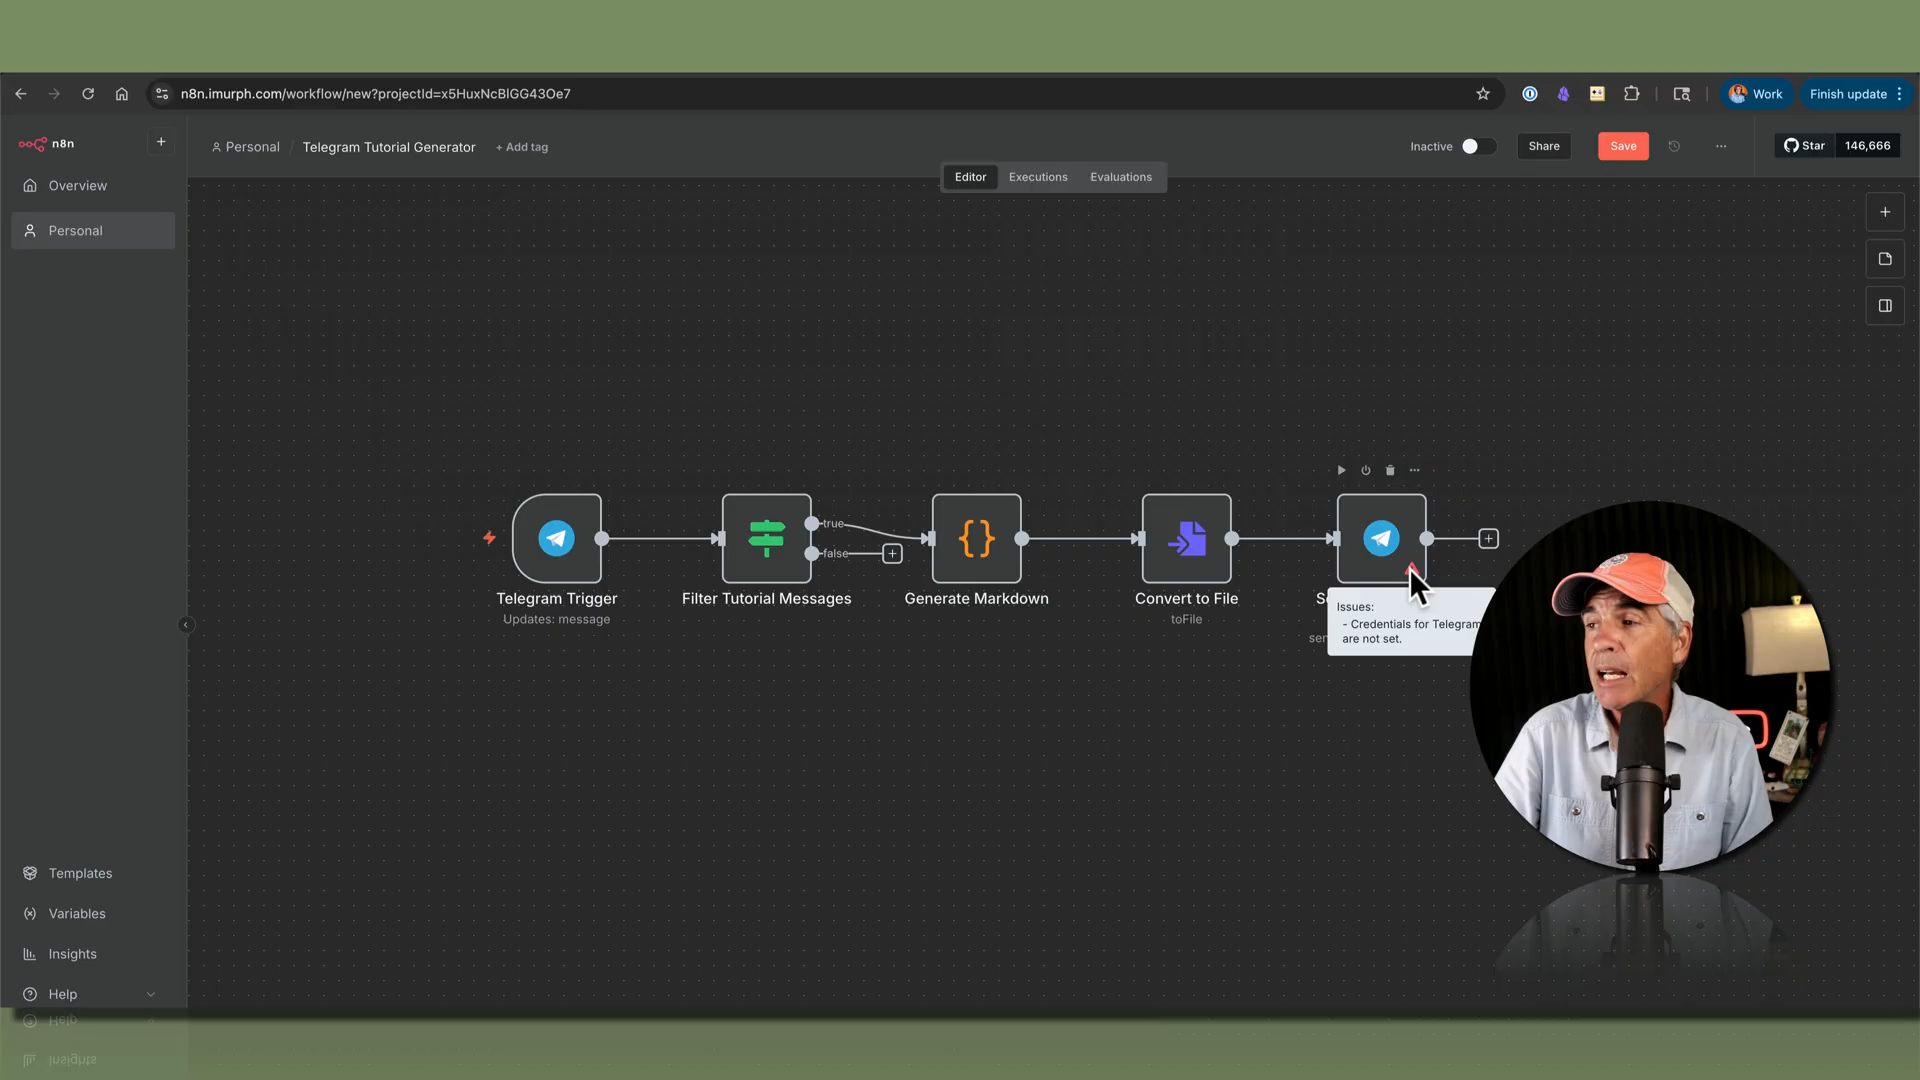 n8n.imurph.com/workflow/new?projectId=x5HuxNcBIGG43Oe7
Work
Finish update
n8n
Personal / Telegram Tutorial Generator + Add tag
Inactive
Share
Save
Star 146,666
Editor Executions Evaluations
Overview
Personal
true
false
Telegram Trigger
Updates: message
Filter Tutorial Messages
Generate Markdown
Convert to File
toFile
Issues:
- Credentials for Telegram
are not set.
Templates
Variables
Insights
Help